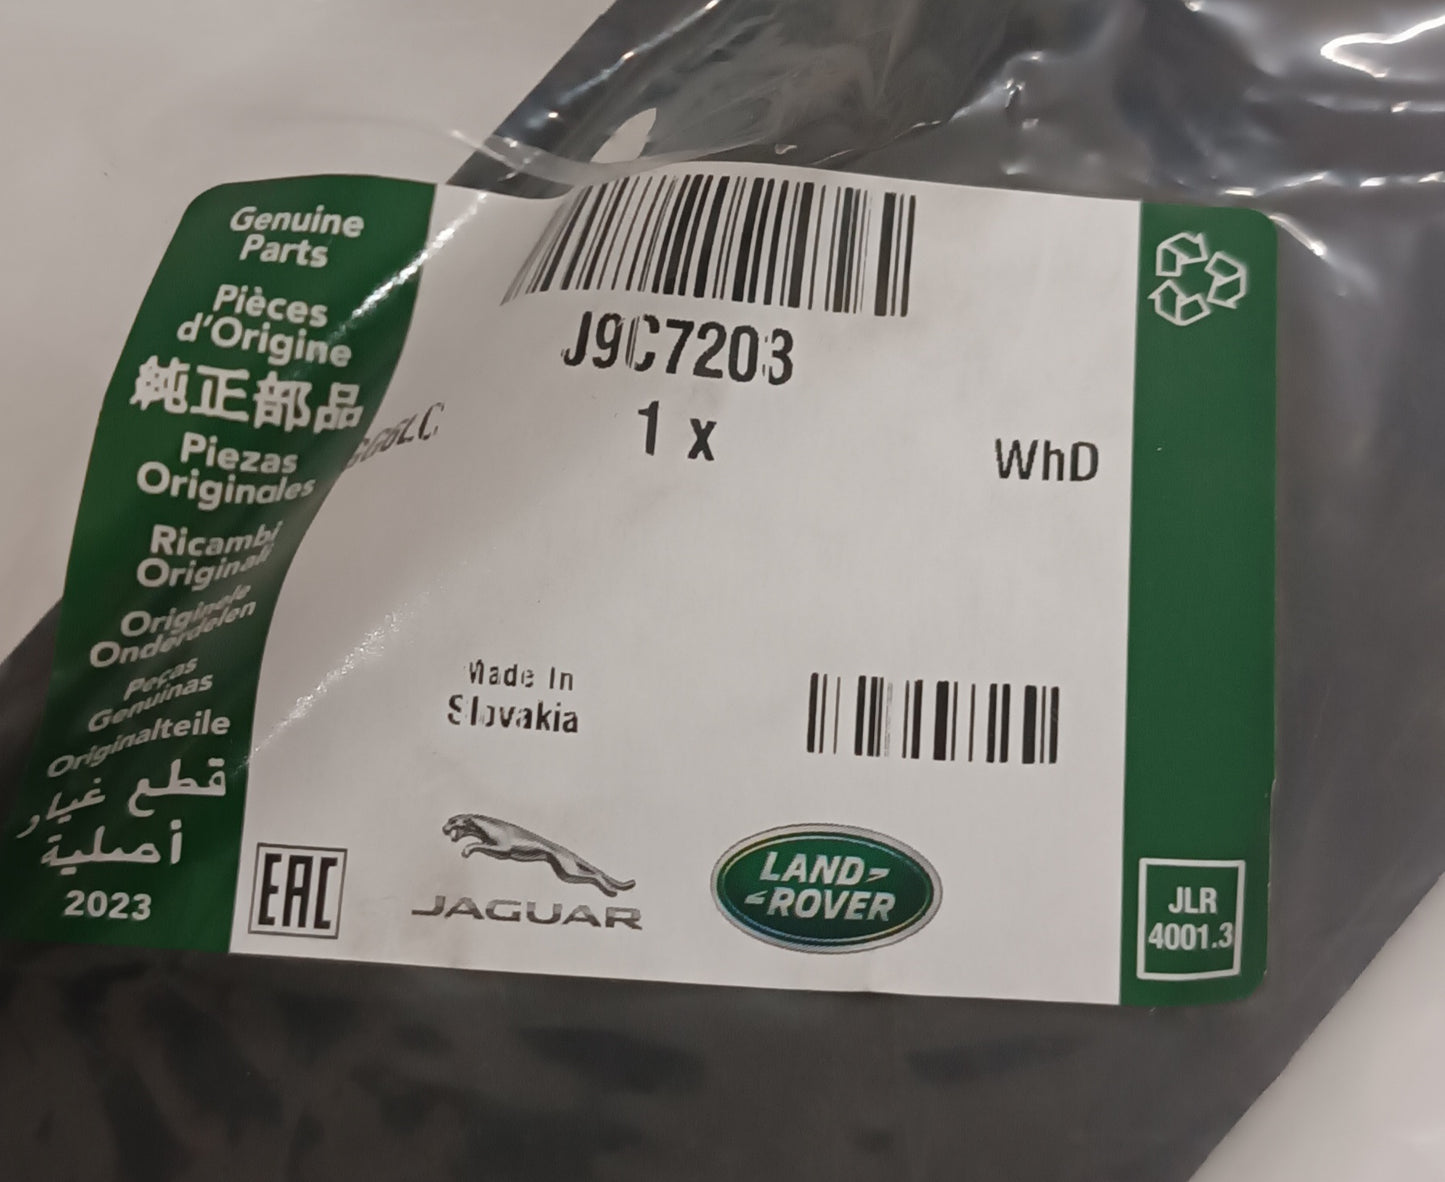 Genuine
Parts
Pièces
d'Origine
純正部品
Piezas
Originales
Ricambi
Originali
Originele
Onderdelen
Peças
Genuínas
Originalteile
قطع غيار
أصلية
2023
J9C7203
1 x
WhD
Made In
Slovakia
EAC
JAGUAR
LAND-
ROVER
JLR
4001.3